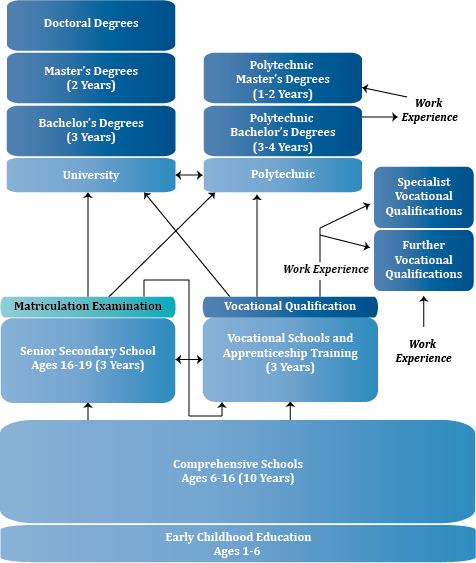 Doctoral Degrees
Master's Degrees
(2 Years)
Bachelor's Degrees
(3 Years)
University
Polytechnic
Master's Degrees
(1-2 Years)
Polytechnic
Bachelor's Degrees
(3-4 Years)
Polytechnic
Work
Experience
Specialist
Vocational
Qualifications
Further
Vocational
Qualifications
Work Experience
Work
Experience
Matriculation Examination
Senior Secondary School
Ages 16-19 (3 Years)
Vocational Qualification
Vocational Schools and
Apprenticeship Training
(3 Years)
Comprehensive Schools
Ages 6-16 (10 Years)
Early Childhood Education
Ages 1-6